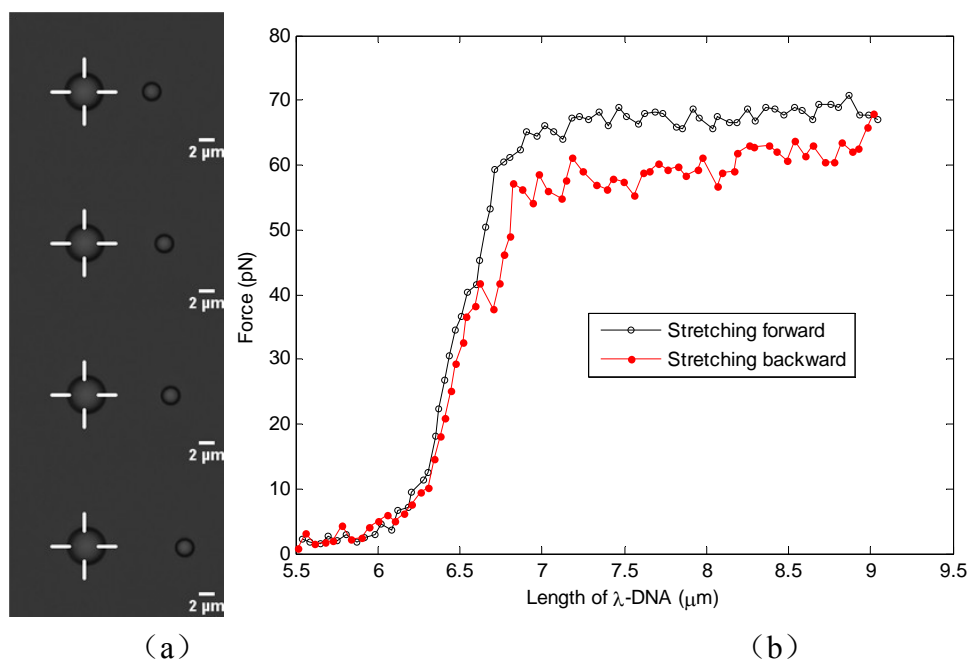 2 μm
2 μm
2 μm
2 μm
（a）
80
70
60
50
40
30
20
10
0
Force (pN)
Stretching forward
Stretching backward
5.5 6 6.5 7 7.5 8 8.5 9 9.5
Length of λ-DNA (μm)
（b）